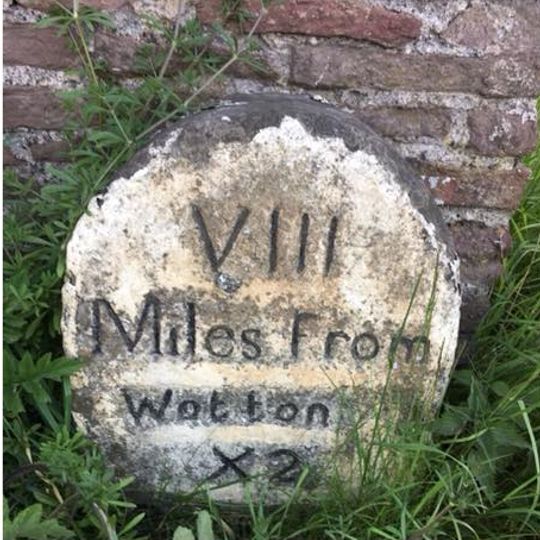 VIII
Miles From
Wotton
X2